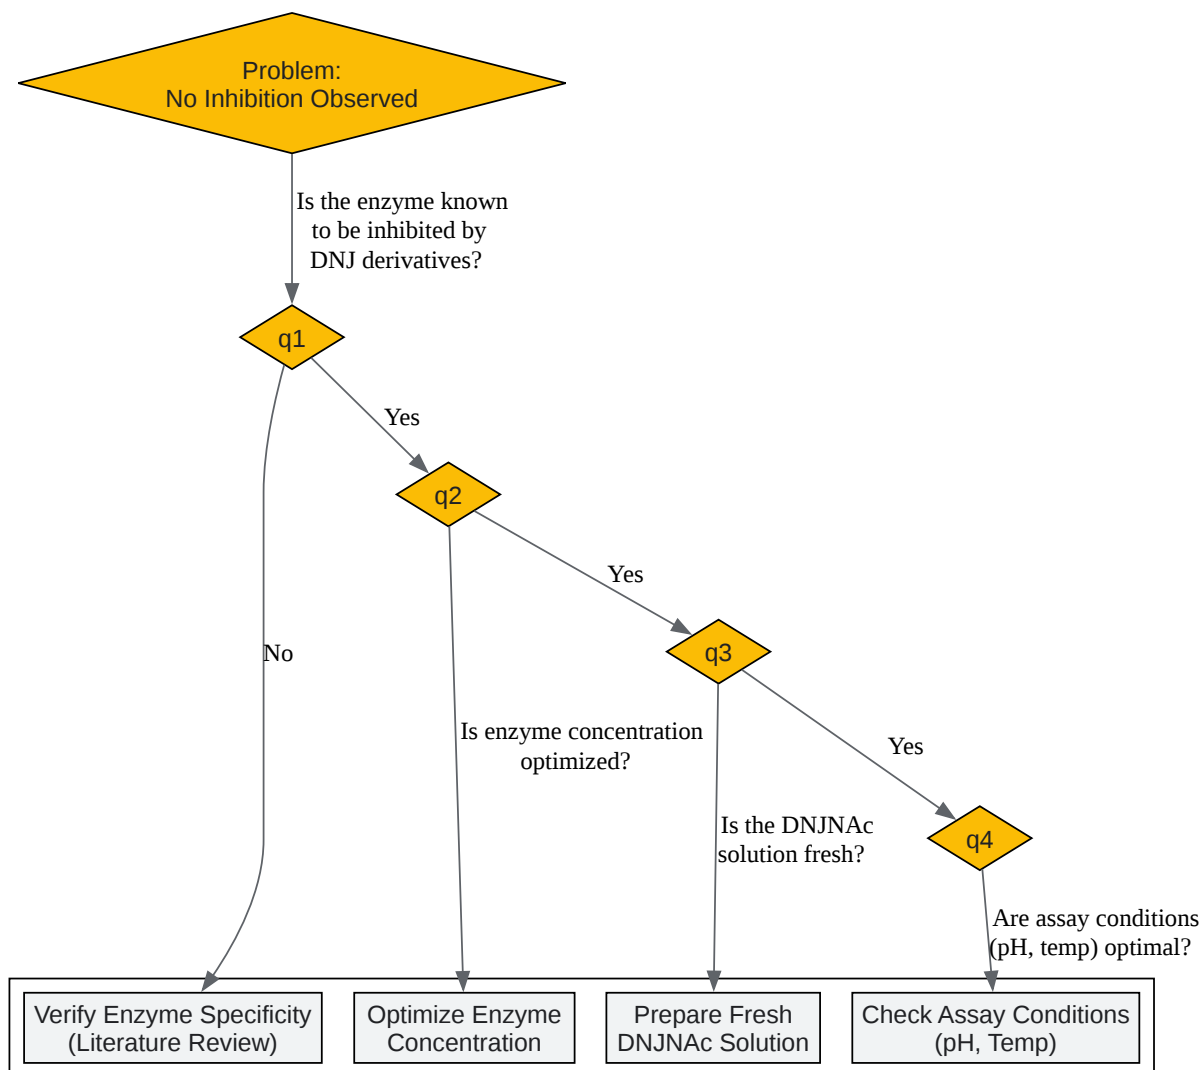 Problem:
No Inhibition Observed
Is the enzyme known
to be inhibited by
DNJ derivatives?
q1
Yes
q2
Yes
No
q3
Is enzyme concentration
optimized?
Yes
Is the DNJNAc
solution fresh?
q4
Are assay conditions
(pH, temp) optimal?
Verify Enzyme Specificity
(Literature Review)
Optimize Enzyme
Concentration
Prepare Fresh
DNJNAc Solution
Check Assay Conditions
(pH, Temp)